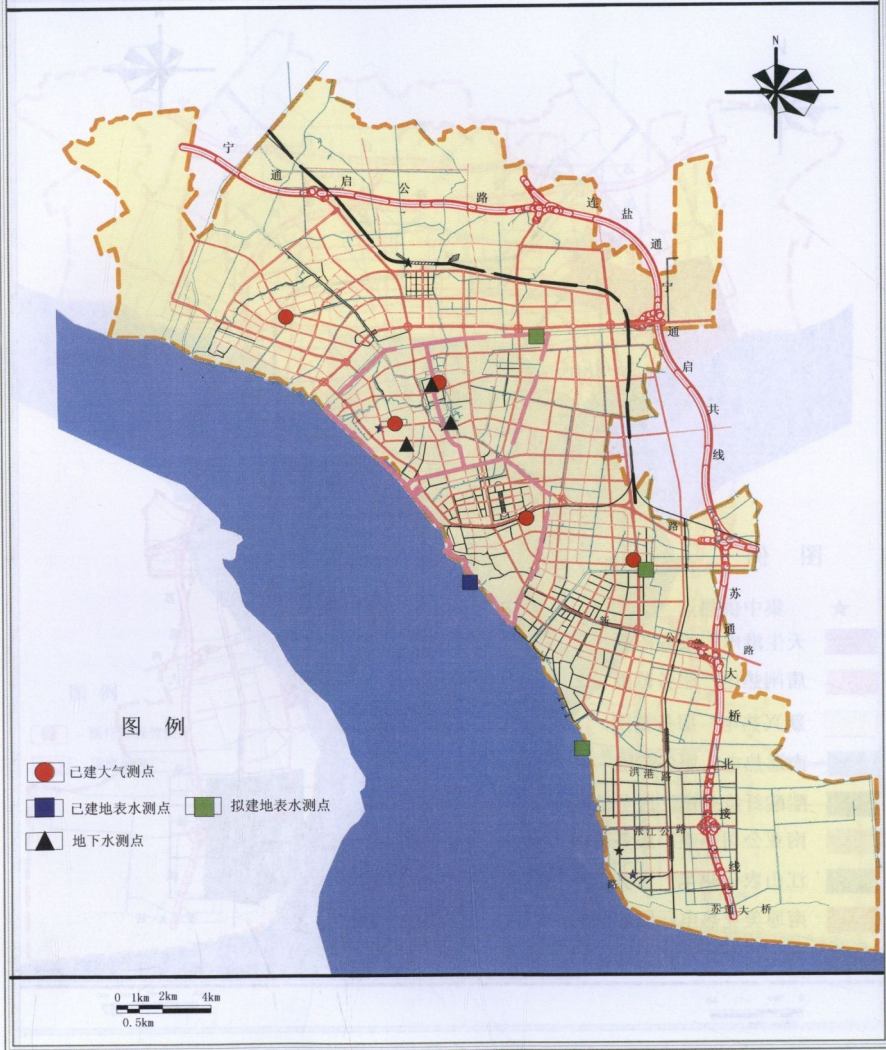 N
宁通启公路
连盐通
宁通启共线
路
新
公
路
苏通大桥北接线
洪港路
张江公路
路
苏通大桥
图 例
已建大气测点
已建地表水测点 拟建地表水测点
地下水测点
0 1km 2km 4km
0.5km